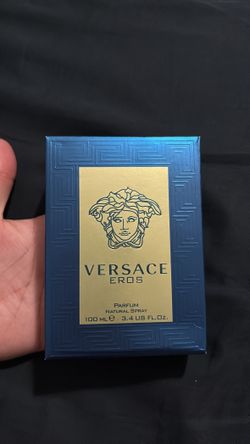 VERSACE
EROS
PARFUM
NATURAL SPRAY
100 ML ℮ 3.4 US FL.OZ.